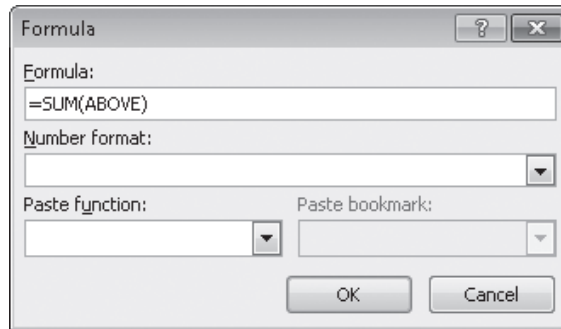 Formula
?
Formula:
=SUM(ABOVE)
Number format:
Paste function: Paste bookmark:
OK Cancel